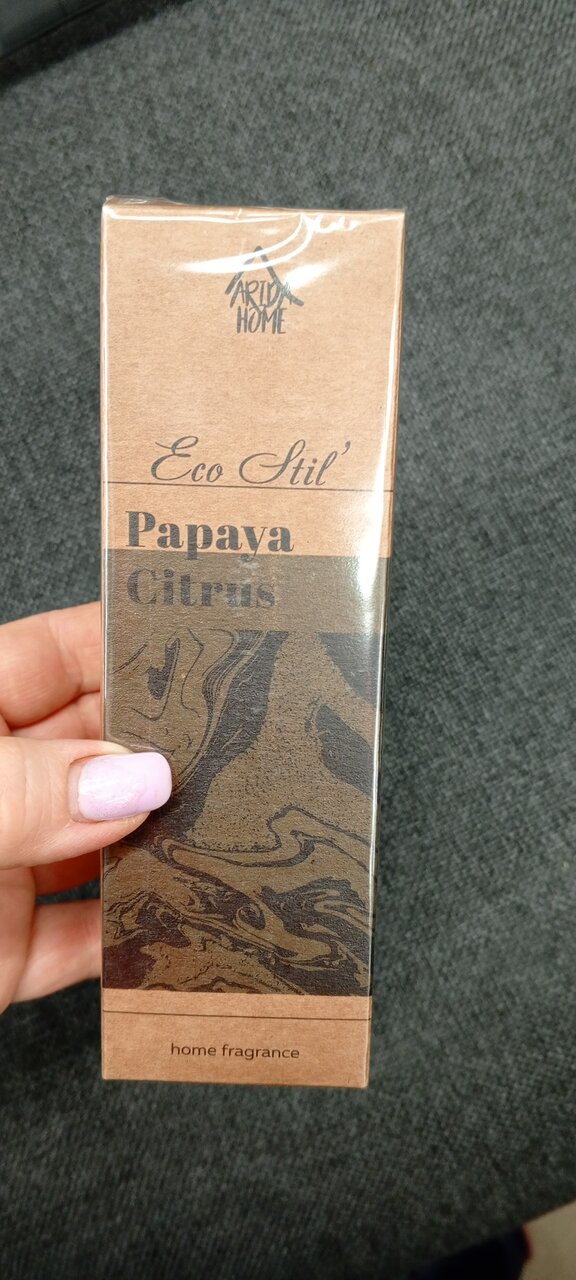 ARIDA
HOME
Eco Stil'
Papaya
Citrus
home fragrance